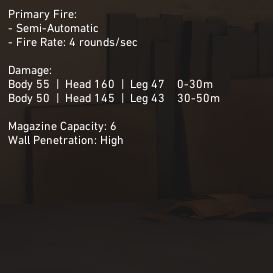 Primary Fire:
- Semi-Automatic
- Fire Rate: 4 rounds/sec
Damage:
Body 55 | Head 160 | Leg 47 0-30m
Body 50 | Head 145 | Leg 43 30-50m
Magazine Capacity: 6
Wall Penetration: High